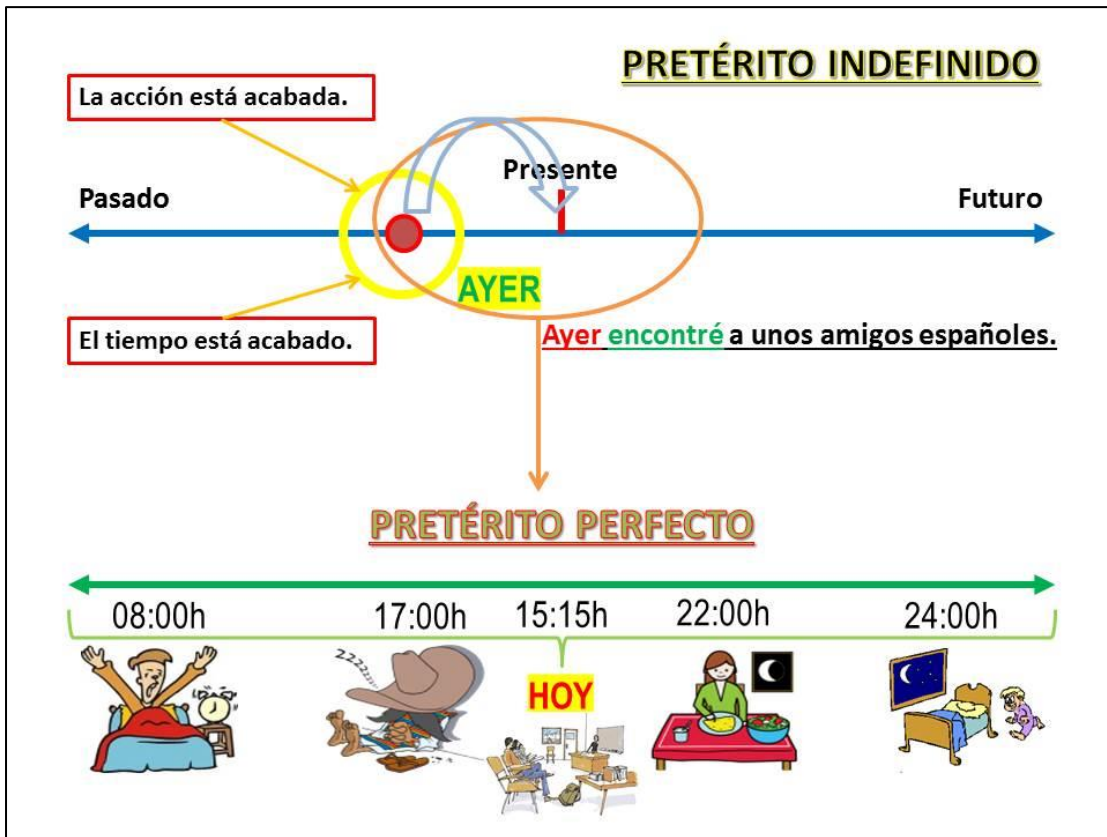 PRETÉRITO INDEFINIDO
La acción está acabada.
Presente
Pasado
Futuro
AYER
El tiempo está acabado.
Ayer encontré a unos amigos españoles.
PRETÉRITO PERFECTO
08:00h
17:00h
15:15h
22:00h
24:00h
zzzzzz
HOY